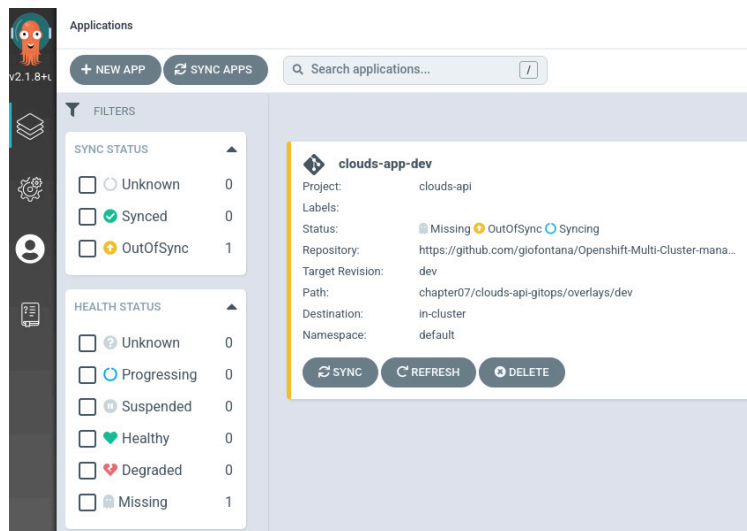 Applications
v2.1.8+u
+ NEW APP
SYNC APPS
Search applications...
/
FILTERS
SYNC STATUS
Unknown 0
Synced 0
OutOfSync 1
HEALTH STATUS
Unknown 0
Progressing 0
Suspended 0
Healthy 0
Degraded 0
Missing 1
clouds-app-dev
Project: clouds-api
Labels:
Status: Missing OutOfSync Syncing
Repository: https://github.com/giofontana/Openshift-Multi-Cluster-mana...
Target Revision: dev
Path: chapter07/clouds-api-gitops/overlays/dev
Destination: in-cluster
Namespace: default
SYNC
REFRESH
DELETE